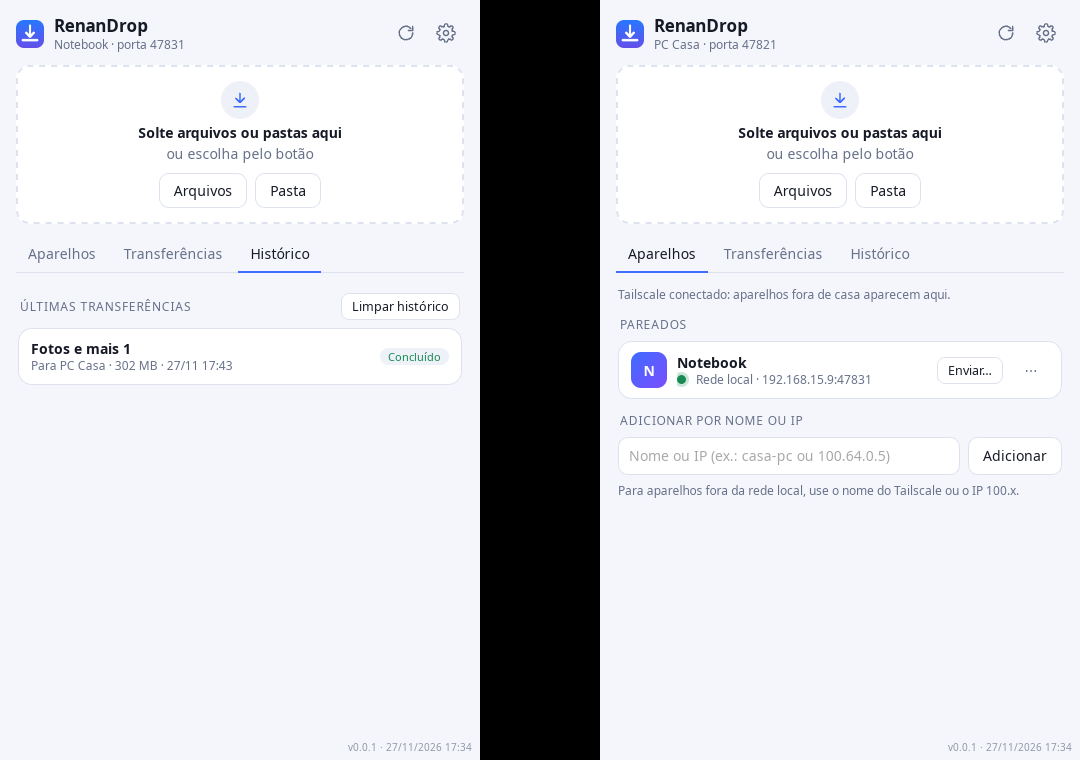 RenanDrop
Notebook · porta 47831
Solte arquivos ou pastas aqui
ou escolha pelo botão
Arquivos
Pasta
Aparelhos
Transferências
Histórico
ÚLTIMAS TRANSFERÊNCIAS
Limpar histórico
Fotos e mais 1
Para PC Casa · 302 MB · 27/11 17:43
Concluído
v0.0.1 · 27/11/2026 17:34
RenanDrop
PC Casa · porta 47821
Solte arquivos ou pastas aqui
ou escolha pelo botão
Arquivos
Pasta
Aparelhos
Transferências
Histórico
Tailscale conectado: aparelhos fora de casa aparecem aqui.
PAREADOS
N
Notebook
Rede local · 192.168.15.9:47831
Enviar...
···
ADICIONAR POR NOME OU IP
Nome ou IP (ex.: casa-pc ou 100.64.0.5)
Adicionar
Para aparelhos fora da rede local, use o nome do Tailscale ou o IP 100.x.
v0.0.1 · 27/11/2026 17:34